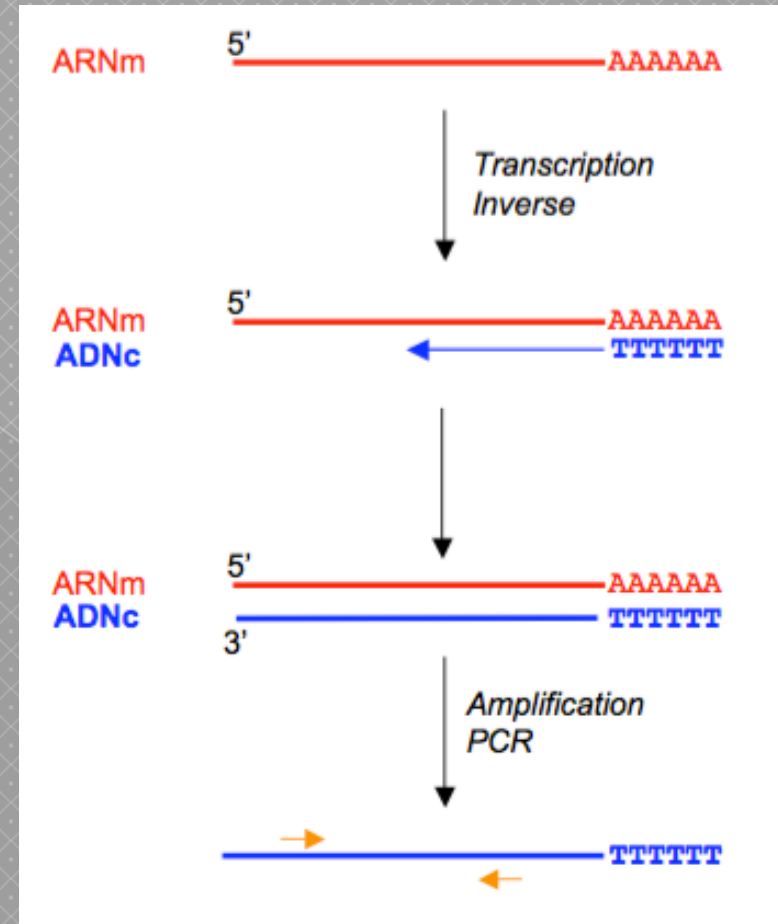 5’
ARNm AAAAAA
Transcription
Inverse
5’
ARNm AAAAAA
ADNc TTTTTT
5’
ARNm AAAAAA
ADNc TTTTTT
3’
Amplification
PCR
TTTTTT